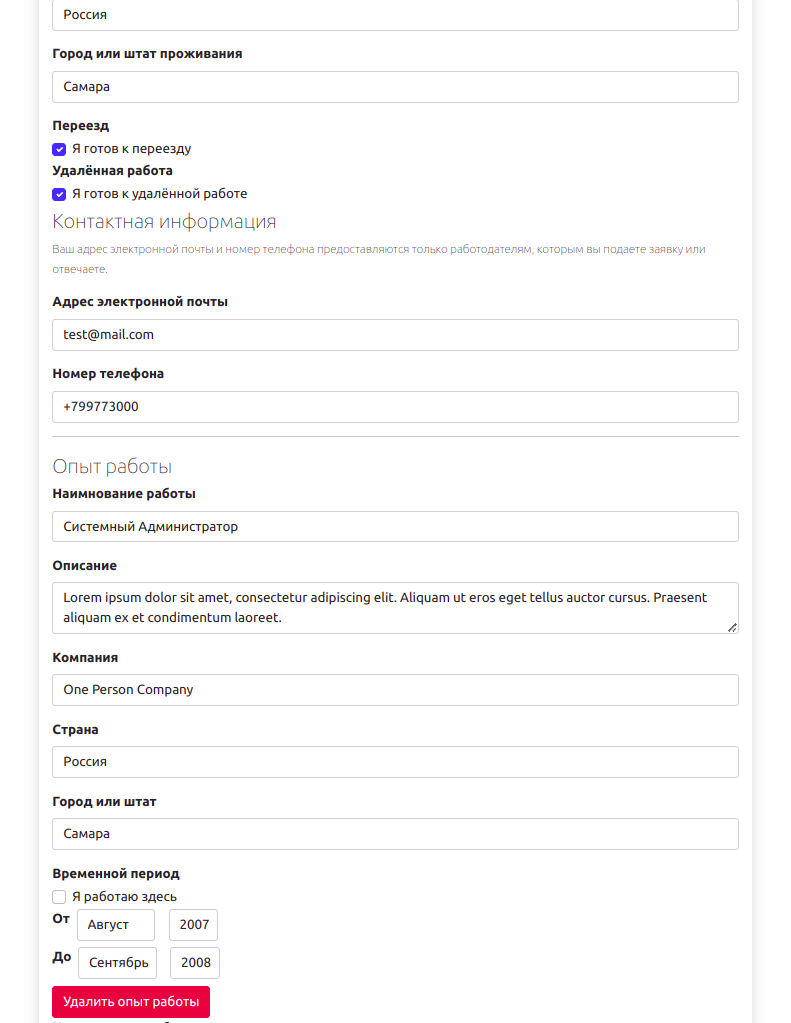 Россия
Город или штат проживания
Самара
Переезд
Я готов к переезду
Удалённая работа
Я готов к удалённой работе
Контактная информация
Ваш адрес электронной почты и номер телефона предоставляются только работодателям, которым вы подаете заявку или
отвечаете.
Адрес электронной почты
test@mail.com
Номер телефона
+799773000
Опыт работы
Наимнование работы
Системный Администратор
Описание
Lorem ipsum dolor sit amet, consectetur adipiscing elit. Aliquam ut eros eget tellus auctor cursus. Praesent
aliquam ex et condimentum laoreet.
Компания
One Person Company
Страна
Россия
Город или штат
Самара
Временной период
Я работаю здесь
От Август 2007
До Сентябрь 2008
Удалить опыт работы